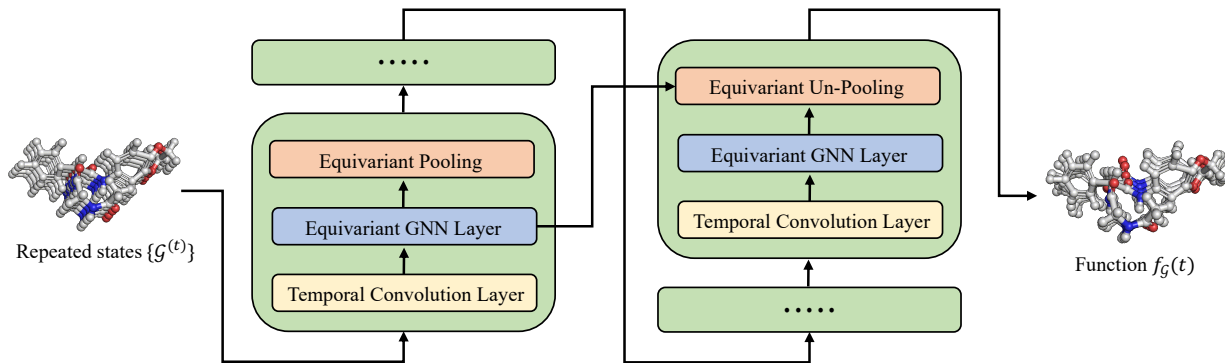 Repeated states {𝒢^(t)}
.....
Equivariant Pooling
Equivariant GNN Layer
Temporal Convolution Layer
Equivariant Un-Pooling
Equivariant GNN Layer
Temporal Convolution Layer
.....
Function f_𝒢(t)